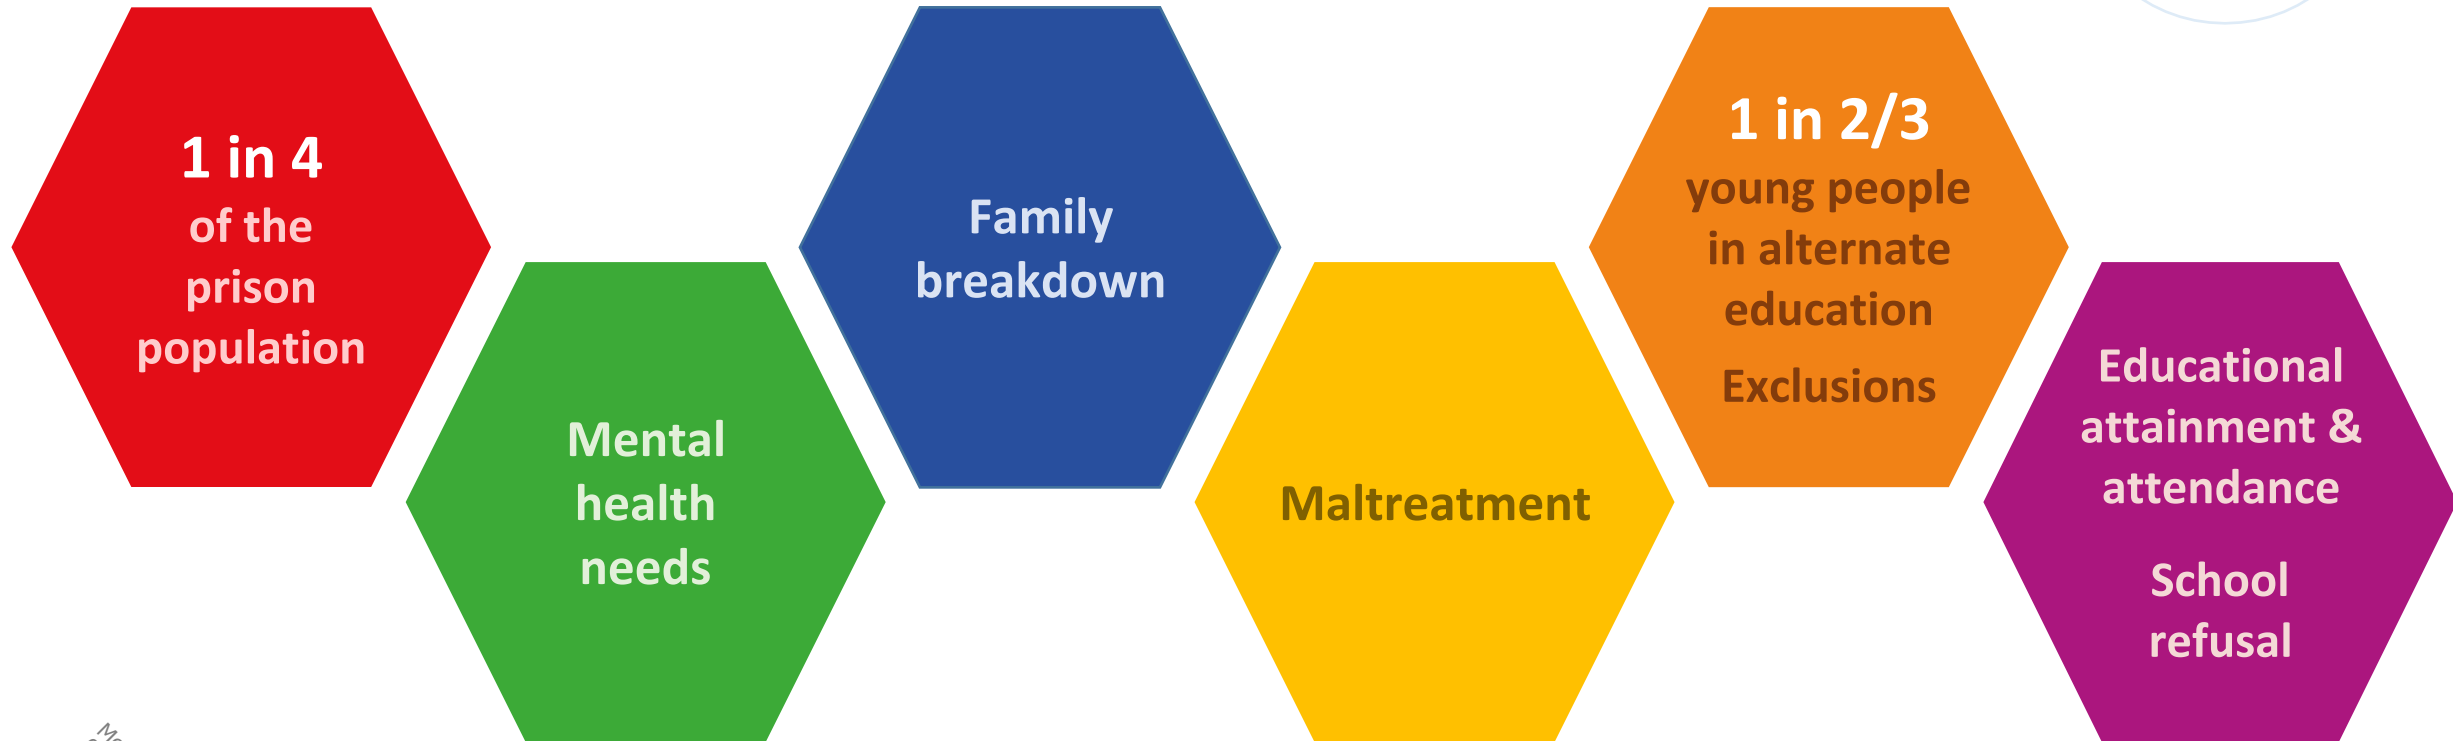 1 in 4
of the
prison
population
Mental
health
needs
Family
breakdown
Maltreatment
1 in 2/3
young people
in alternate
education
Exclusions
Educational
attainment &
attendance
School
refusal